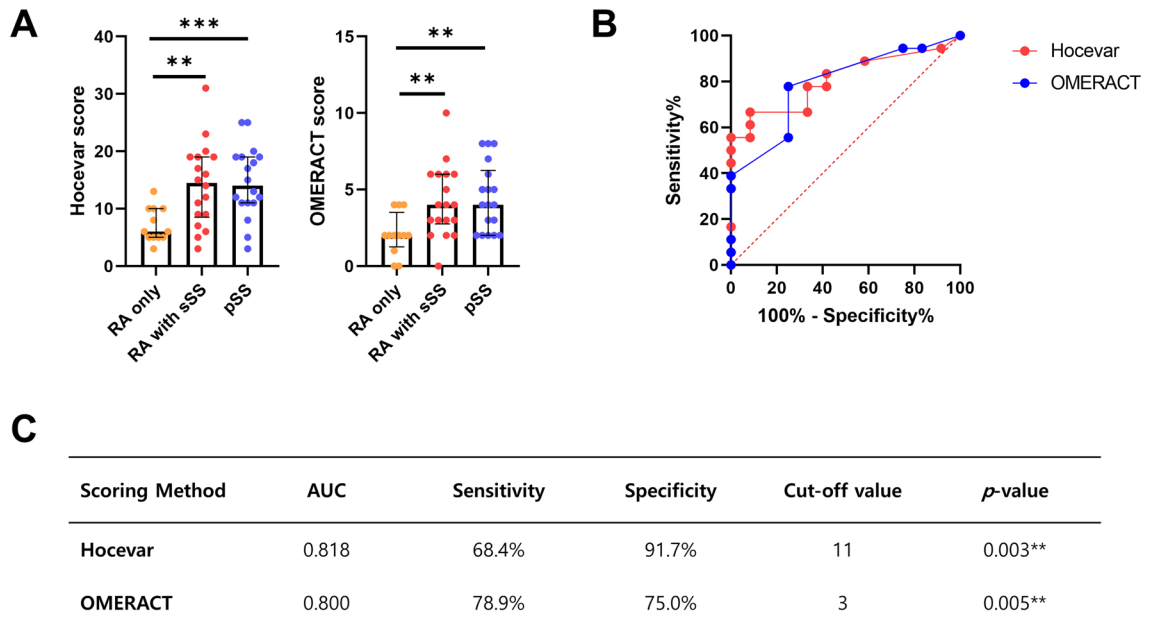 A
Hocevar score
40
30
20
10
0
***
**
RA only
RA with sSS
pSS
OMERACT score
15
10
5
0
**
**
RA only
RA with sSS
pSS
B
Sensitivity%
100
80
60
40
20
0
0 20 40 60 80 100
100% - Specificity%
Hocevar
OMERACT
C
Scoring Method AUC Sensitivity Specificity Cut-off value p-value
Hocevar 0.818 68.4% 91.7% 11 0.003**
OMERACT 0.800 78.9% 75.0% 3 0.005**